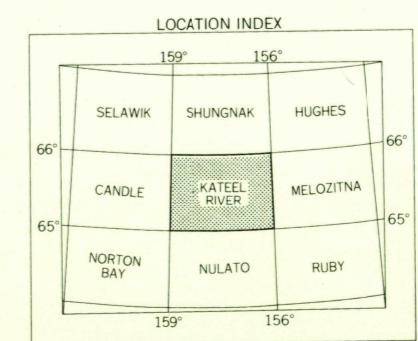 LOCATION INDEX
159° 156°
SELAWIK SHUNGNAK HUGHES
66° 66°
CANDLE KATEEL RIVER MELOZITNA
65° 65°
NORTON BAY NULATO RUBY
159° 156°